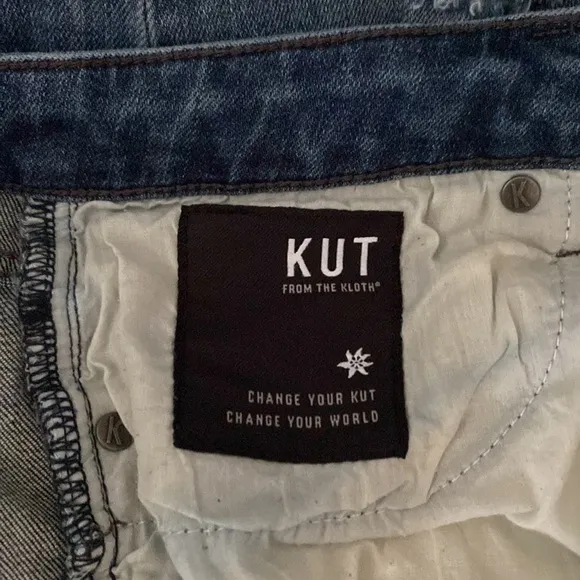 K
KUT
FROM THE KLOTH®
CHANGE YOUR KUT
CHANGE YOUR WORLD
K